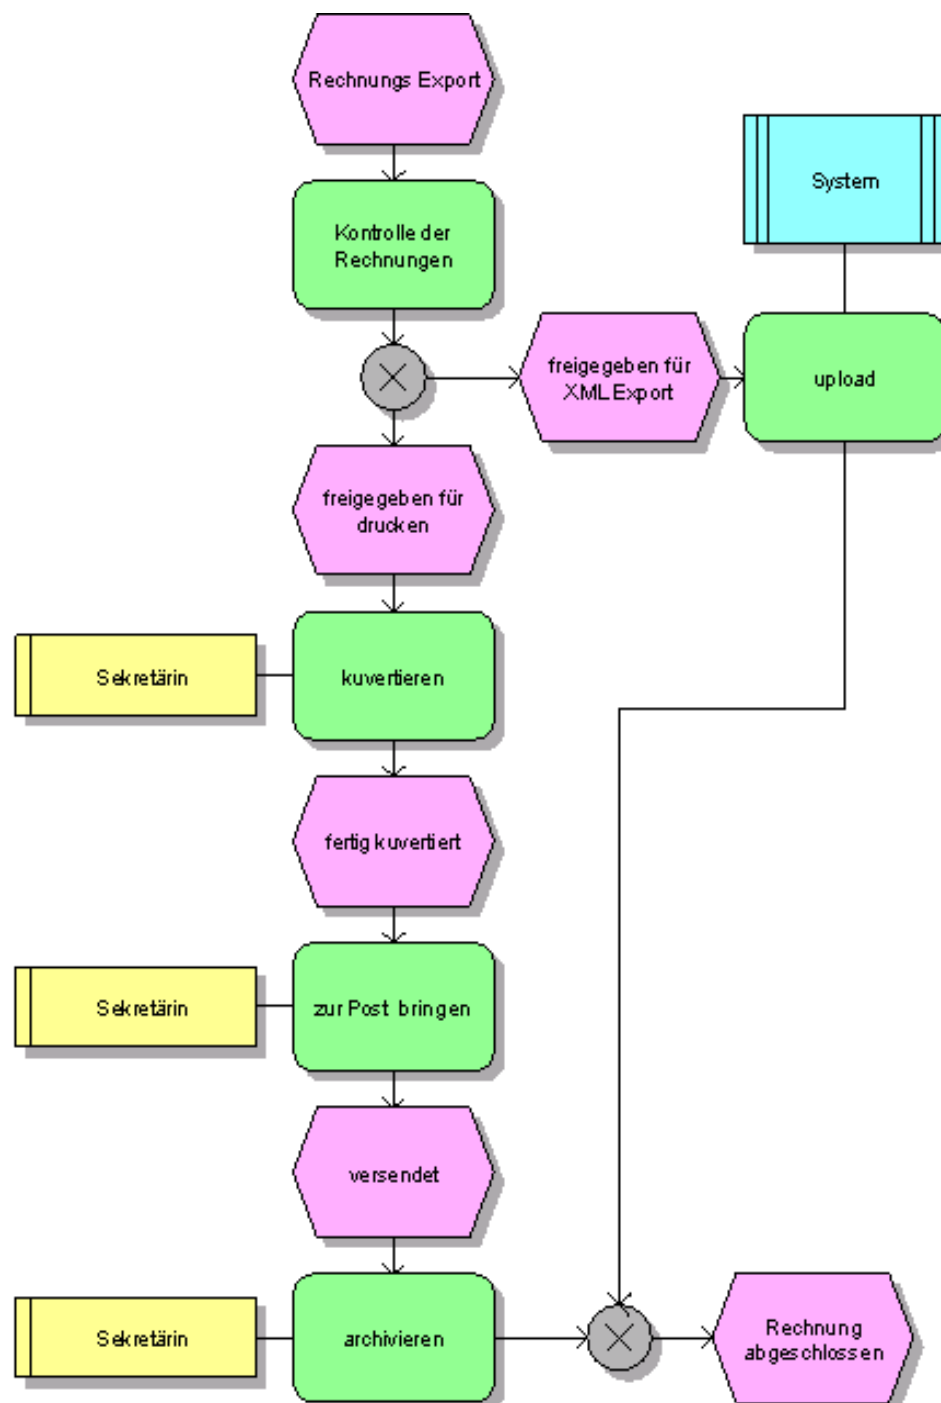 Rechnungs Export
System
Kontrolle der
Rechnungen
freigegeben für
XML Export
upload
freigegeben für
drucken
Sekretärin
kuvertieren
fertig kuvertiert
Sekretärin
zur Post bringen
versendet
Sekretärin
archivieren
Rechnung
abgeschlossen